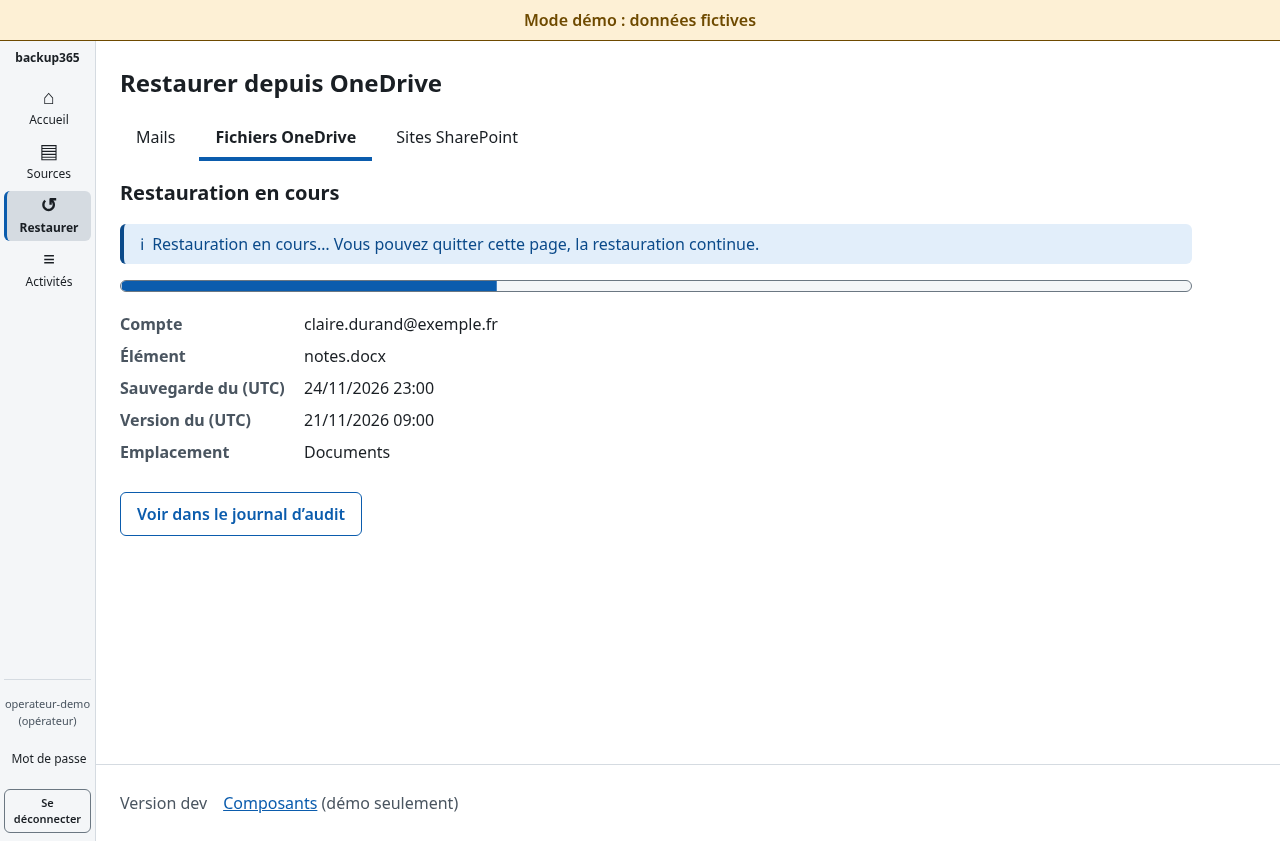 Mode démo : données fictives
backup365
Accueil
Sources
Restaurer
Activités
operateur-demo
(opérateur)
Mot de passe
Se
déconnecter
Restaurer depuis OneDrive
Mails
Fichiers OneDrive
Sites SharePoint
Restauration en cours
i Restauration en cours… Vous pouvez quitter cette page, la restauration continue.
Compte claire.durand@exemple.fr
Élément notes.docx
Sauvegarde du (UTC) 24/11/2026 23:00
Version du (UTC) 21/11/2026 09:00
Emplacement Documents
Voir dans le journal d’audit
Version dev Composants (démo seulement)